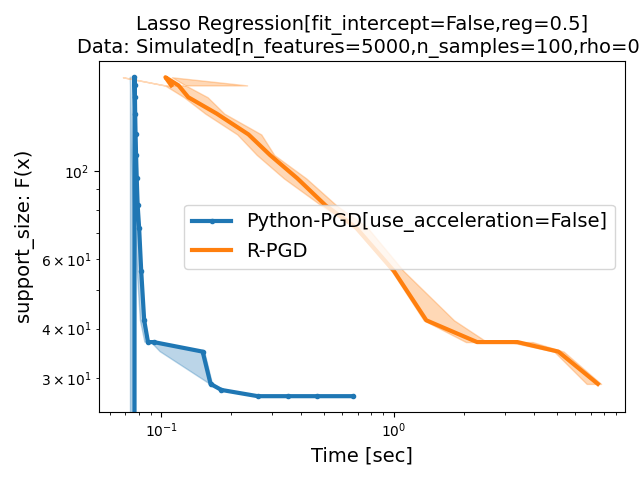 Lasso Regression[fit_intercept=False,reg=0.5]
Data: Simulated[n_features=5000,n_samples=100,rho=0
support_size: F(x)
10²
6 × 10¹
4 × 10¹
3 × 10¹
Python-PGD[use_acceleration=False]
R-PGD
10⁻¹
10⁰
Time [sec]